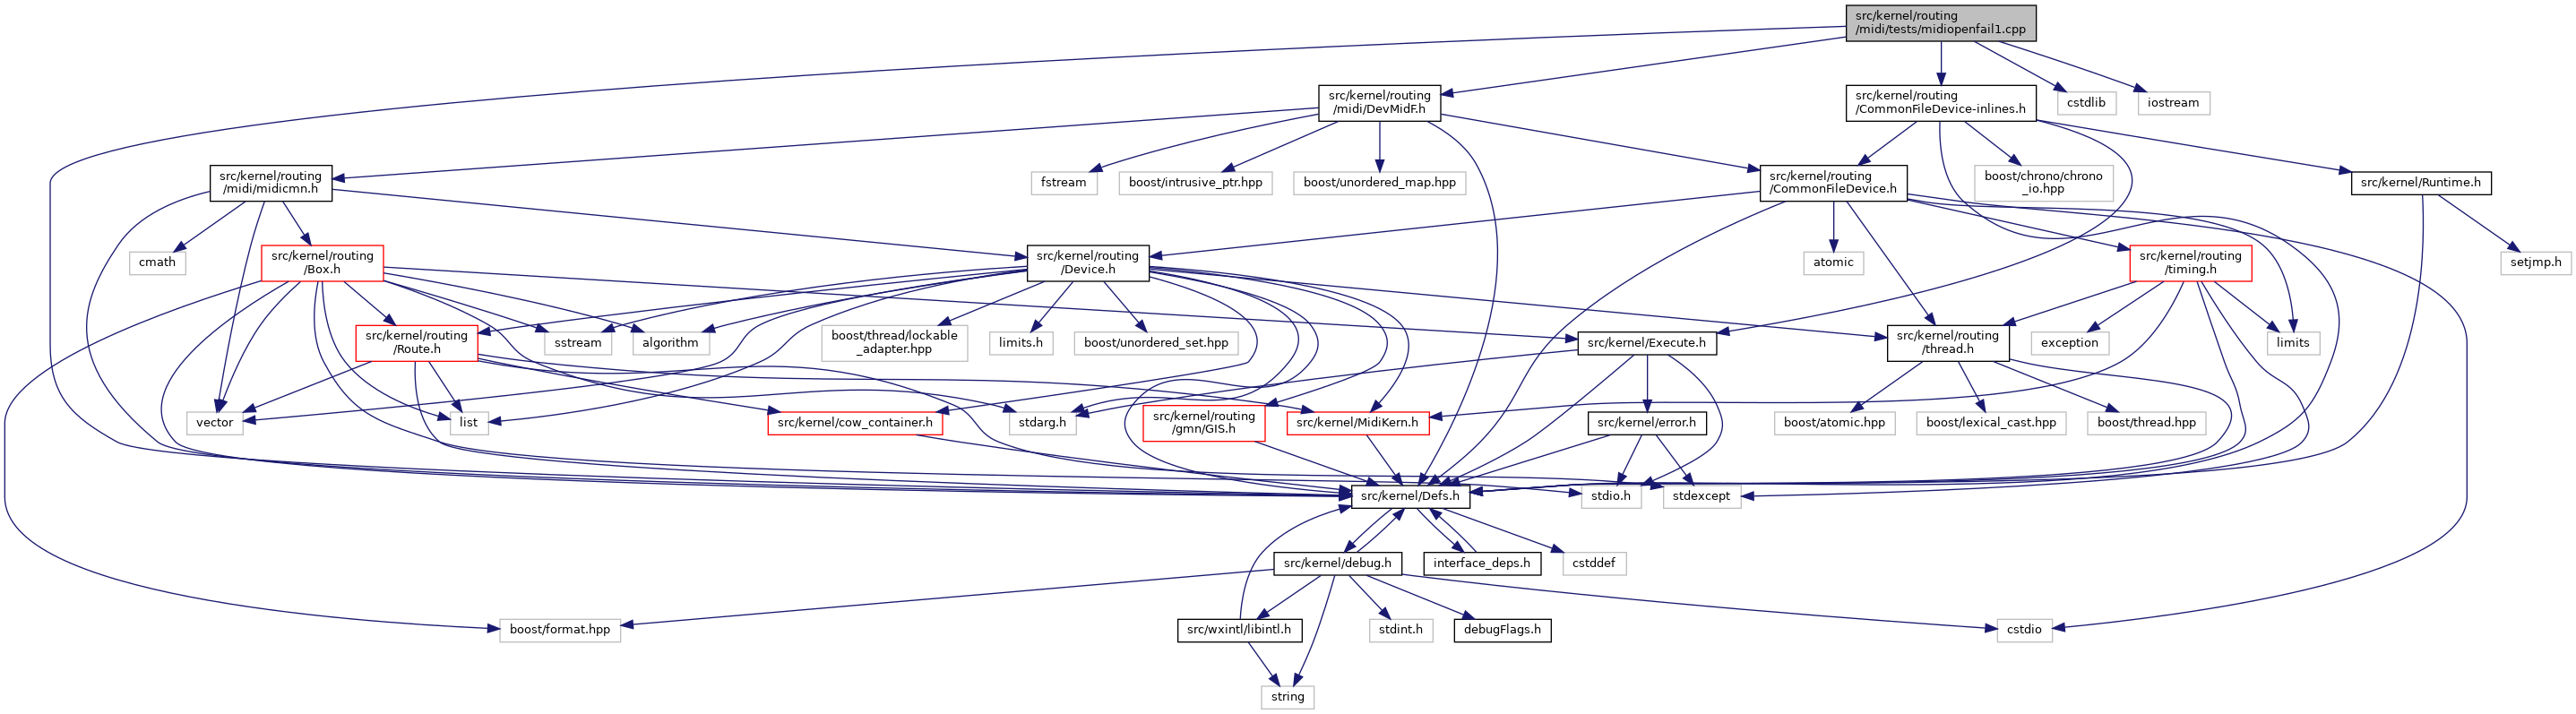 src/kernel/routing
/midi/tests/midiopenfail1.cpp
src/kernel/routing
/midi/DevMidF.h
src/kernel/routing
/CommonFileDevice-inlines.h
cstdlib
iostream
src/kernel/routing
/midi/midicmn.h
fstream
boost/intrusive_ptr.hpp
boost/unordered_map.hpp
src/kernel/routing
/CommonFileDevice.h
boost/chrono/chrono
_io.hpp
src/kernel/Runtime.h
cmath
src/kernel/routing
/Box.h
src/kernel/routing
/Device.h
atomic
src/kernel/routing
/timing.h
setjmp.h
src/kernel/routing
/Route.h
sstream
algorithm
boost/thread/lockable
_adapter.hpp
limits.h
boost/unordered_set.hpp
src/kernel/Execute.h
src/kernel/routing
/thread.h
exception
limits
vector
list
src/kernel/cow_container.h
stdarg.h
src/kernel/routing
/gmn/GIS.h
src/kernel/MidiKern.h
src/kernel/error.h
boost/atomic.hpp
boost/lexical_cast.hpp
boost/thread.hpp
src/kernel/Defs.h
stdio.h
stdexcept
src/kernel/debug.h
interface_deps.h
cstddef
boost/format.hpp
src/wxintl/libintl.h
stdint.h
debugFlags.h
cstdio
string